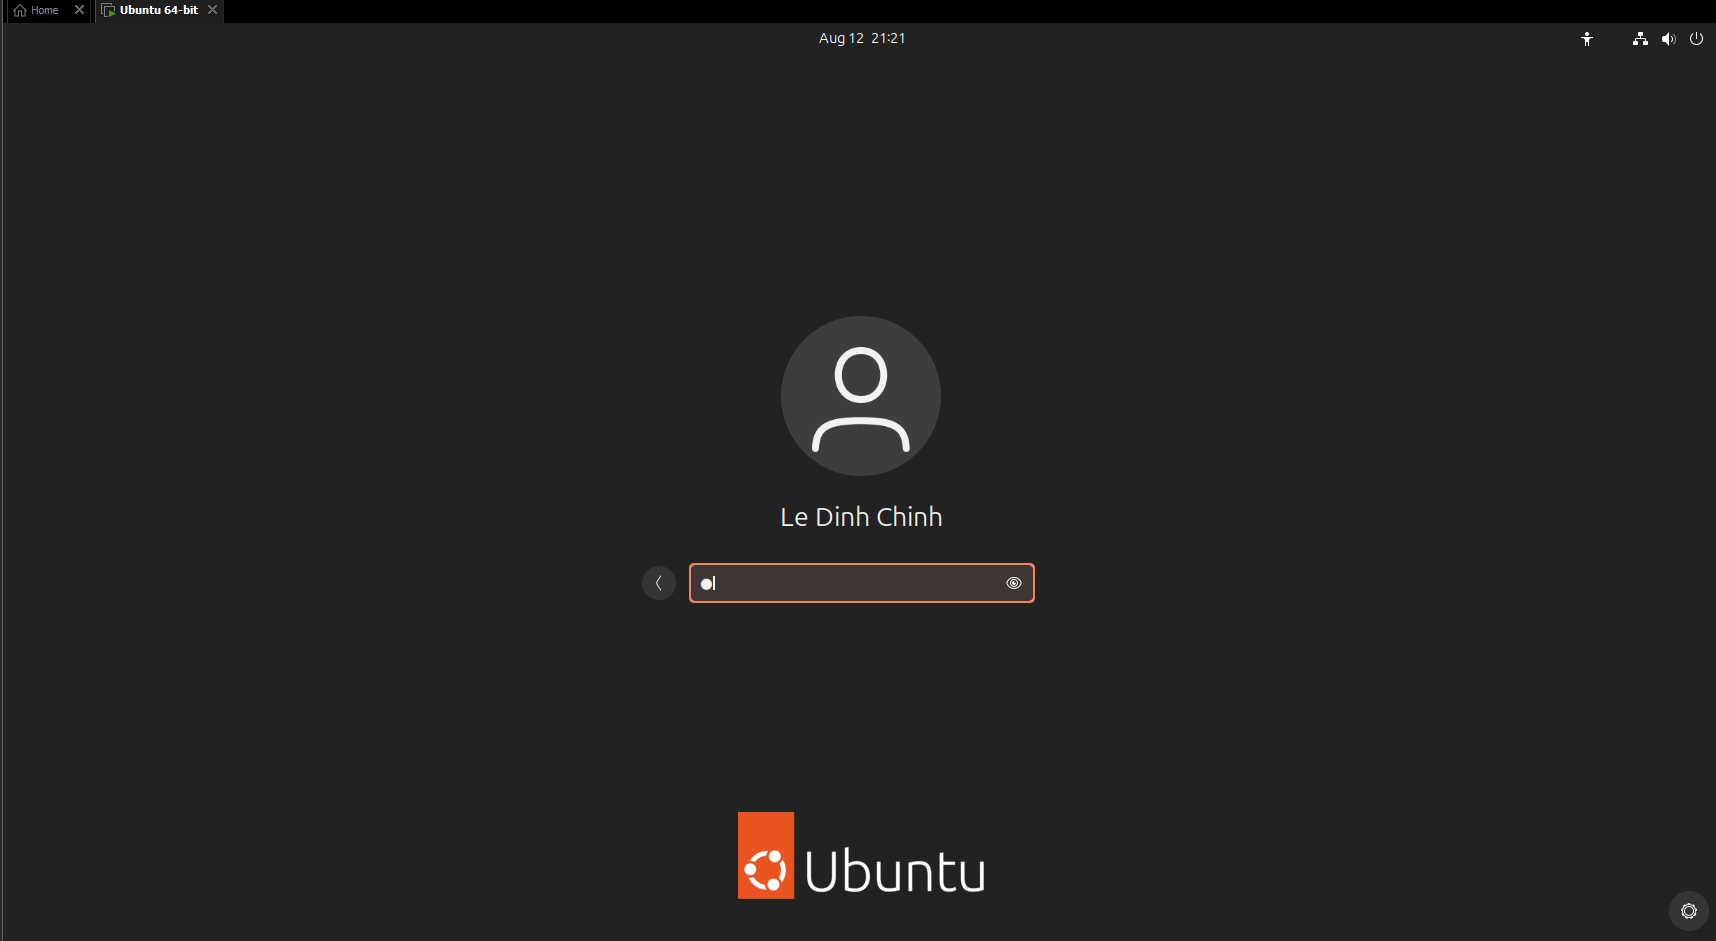 Home
Ubuntu 64-bit
Aug 12 21:21
Le Dinh Chinh
Ubuntu